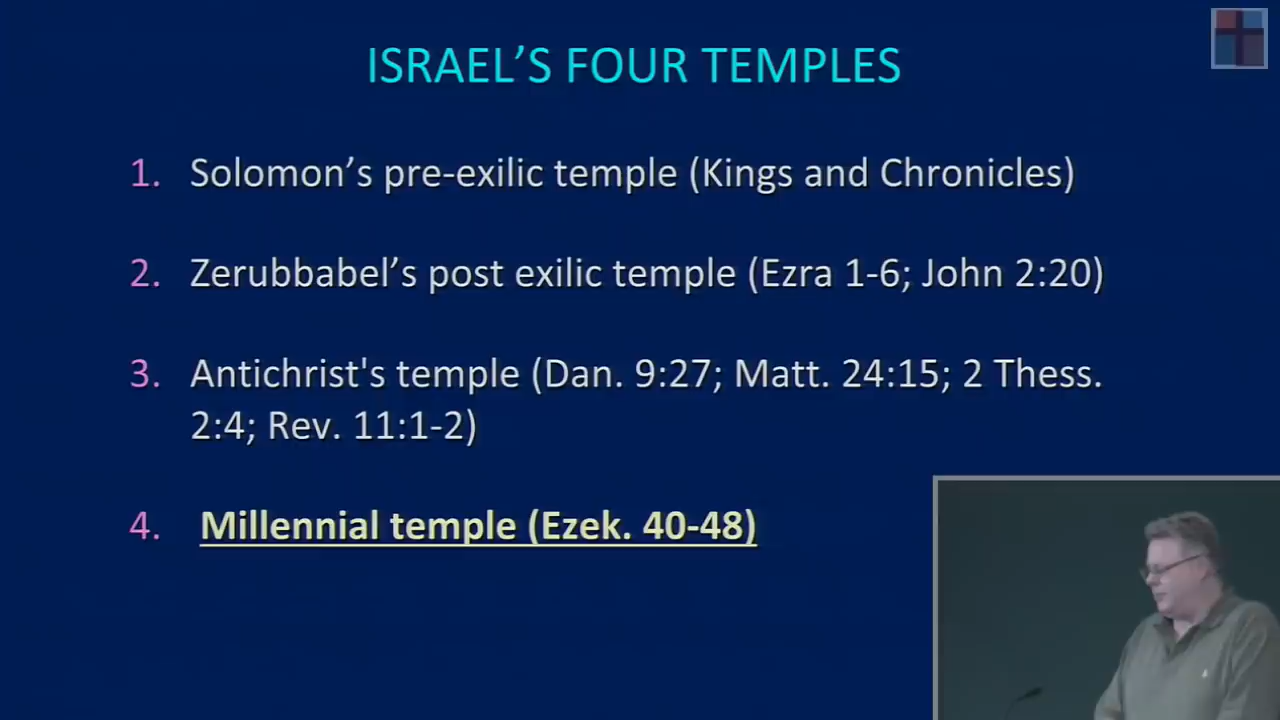 ISRAEL’S FOUR TEMPLES
1. Solomon’s pre-exilic temple (Kings and Chronicles)
2. Zerubbabel’s post exilic temple (Ezra 1-6; John 2:20)
3. Antichrist's temple (Dan. 9:27; Matt. 24:15; 2 Thess.
2:4; Rev. 11:1-2)
4. Millennial temple (Ezek. 40-48)